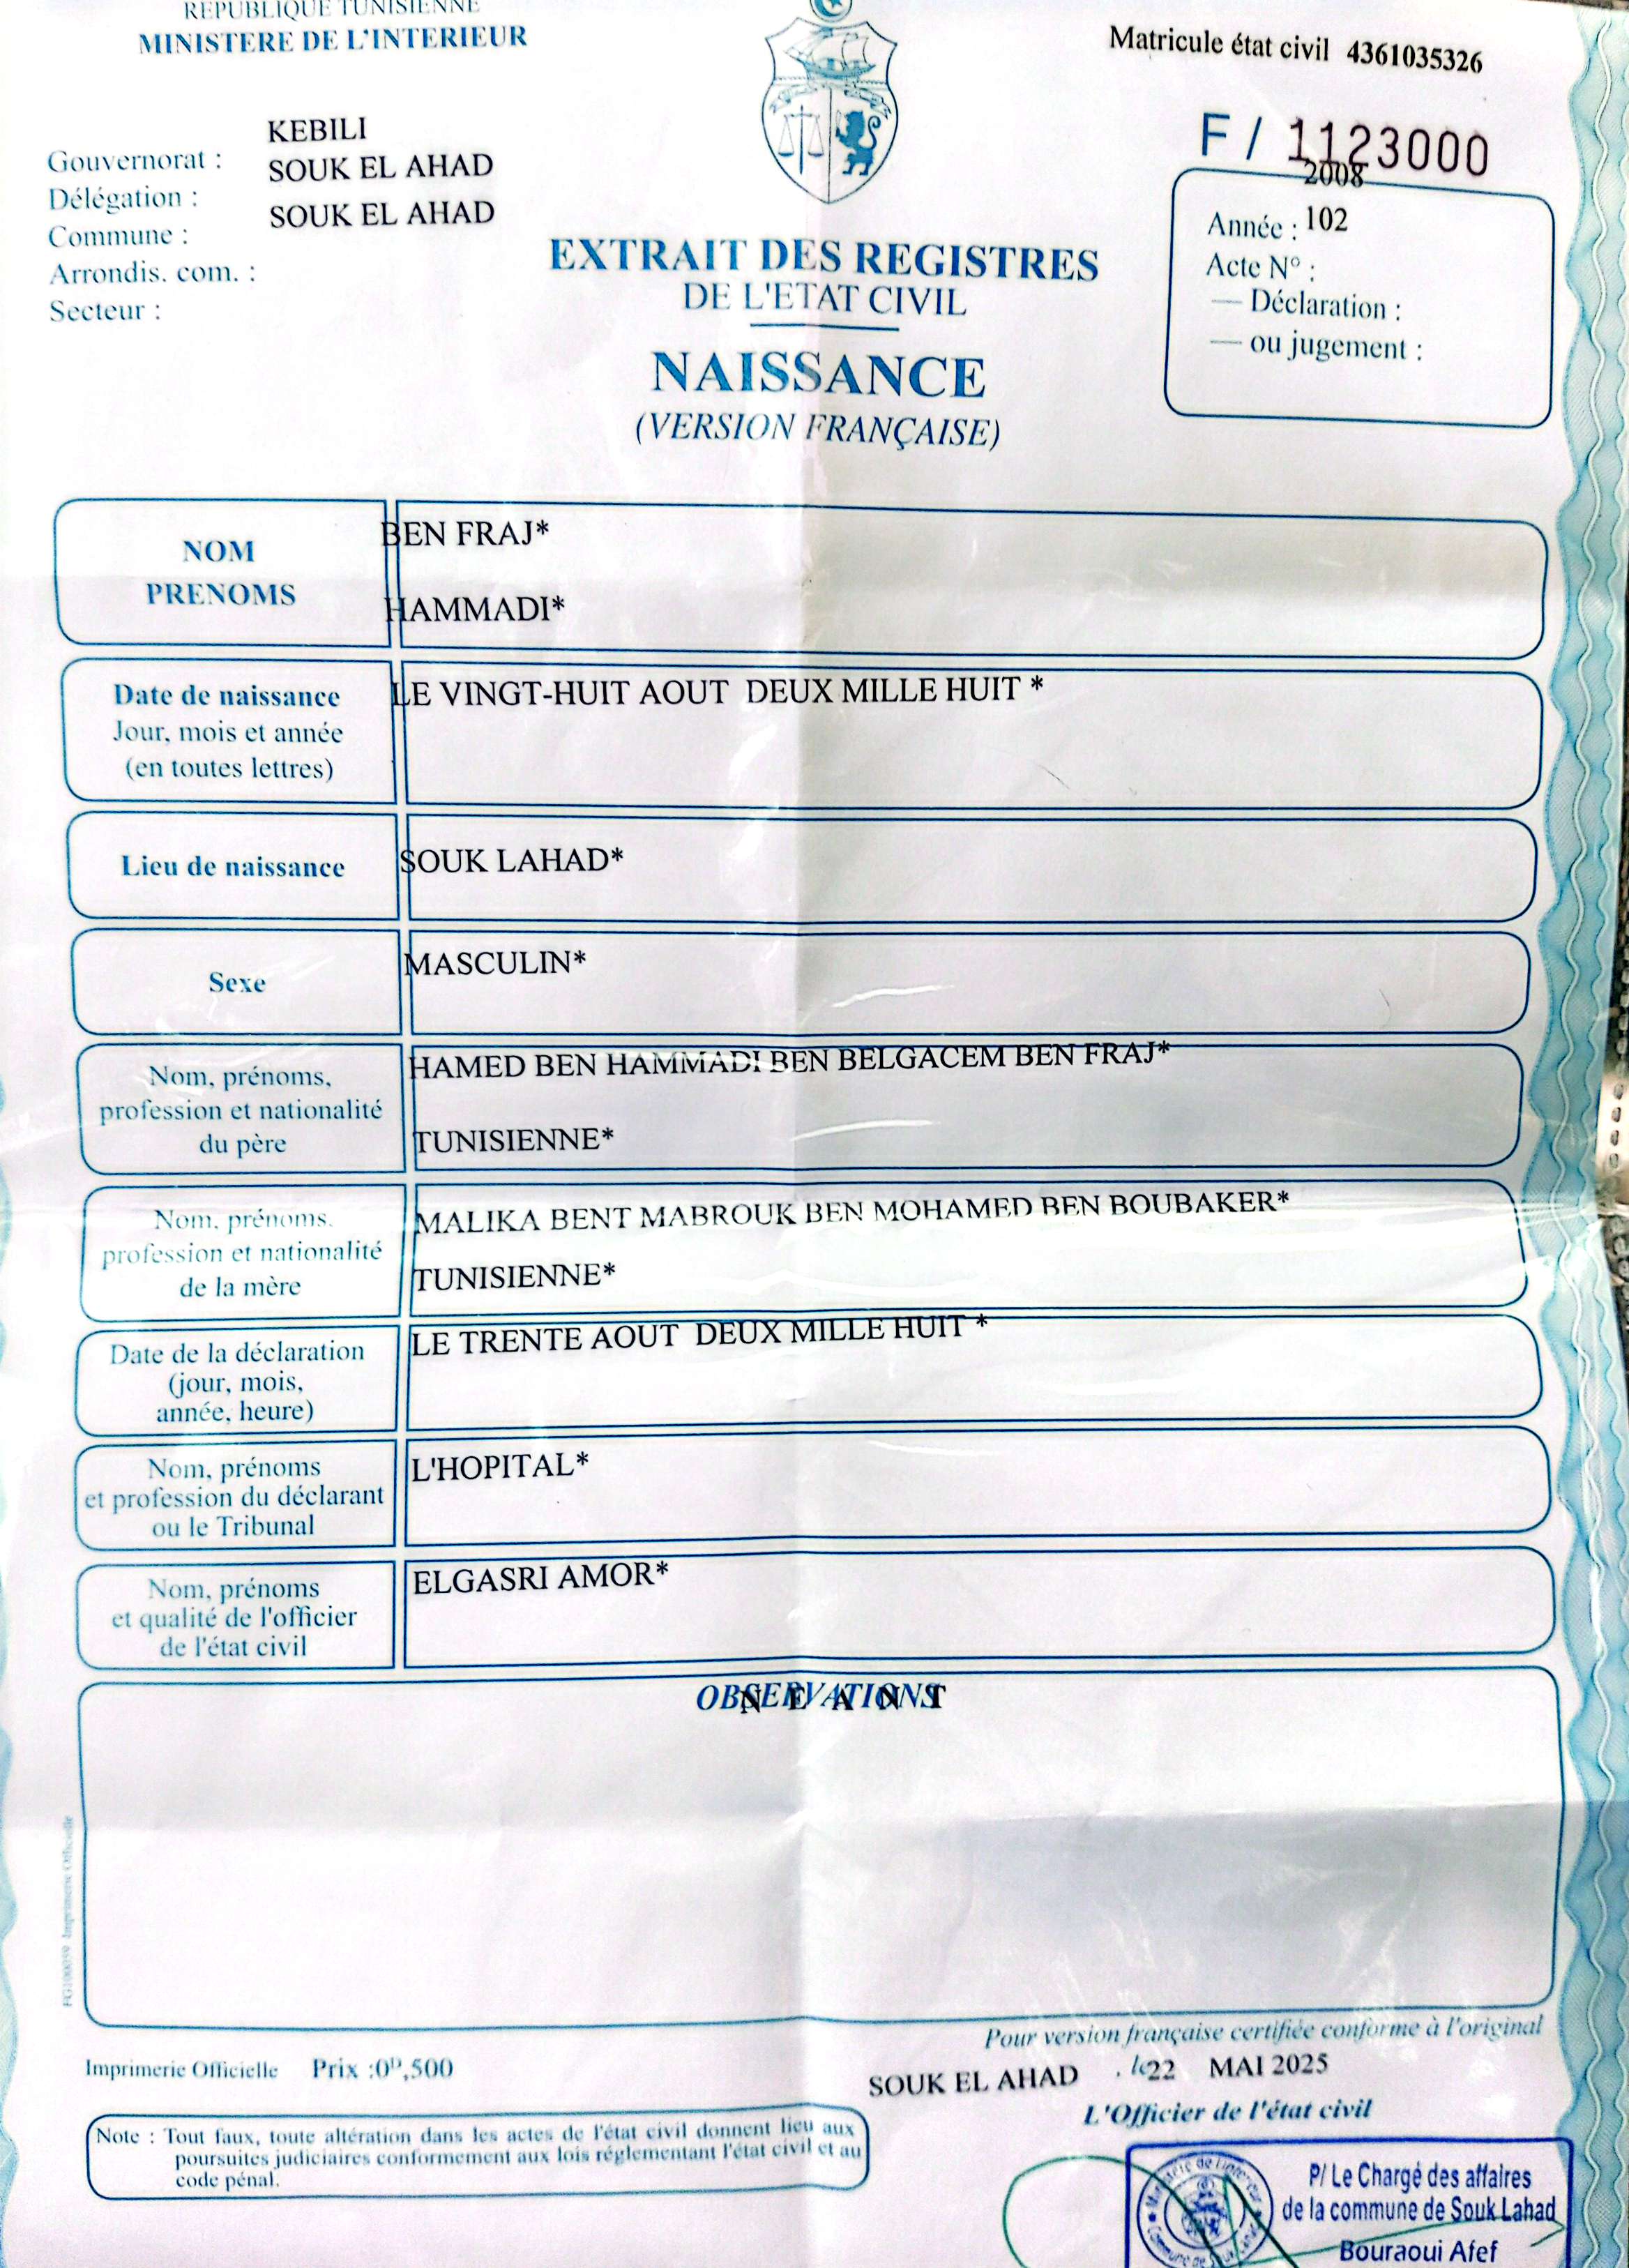 REPUBLIQUE TUNISIENNE
MINISTERE DE L'INTERIEUR
Matricule état civil 4361035326
F / 1123000
KEBILI
Gouvernorat :
SOUK EL AHAD
Délégation :
SOUK EL AHAD
Commune :
Arrondis. com. :
Secteur :
2008
Année : 102
Acte N° :
— Déclaration :
— ou jugement :
EXTRAIT DES REGISTRES
DE L'ETAT CIVIL
NAISSANCE
(VERSION FRANÇAISE)
NOM
PRENOMS
BEN FRAJ*
HAMMADI*
Date de naissance
Jour, mois et année
(en toutes lettres)
LE VINGT-HUIT AOUT DEUX MILLE HUIT *
Lieu de naissance
SOUK LAHAD*
Sexe
MASCULIN*
Nom, prénoms,
profession et nationalité
du père
HAMED BEN HAMMADI BEN BELGACEM BEN FRAJ*
TUNISIENNE*
Nom, prénoms,
profession et nationalité
de la mère
MALIKA BENT MABROUK BEN MOHAMED BEN BOUBAKER*
TUNISIENNE*
Date de la déclaration
(jour, mois,
année, heure)
LE TRENTE AOUT DEUX MILLE HUIT *
Nom, prénoms
et profession du déclarant
ou le Tribunal
L'HOPITAL*
Nom, prénoms
et qualité de l'officier
de l'état civil
ELGASRI AMOR*
OBSERVATIONS
N E A N T
FG100059 Imprimerie Officielle
Pour version française certifiée conforme à l'original
Imprimerie Officielle Prix :0D,500
SOUK EL AHAD . le 22 MAI 2025
L'Officier de l'état civil
Note : Tout faux, toute altération dans les actes de l'état civil donnent lieu aux
poursuites judiciaires conformement aux lois réglementant l'état civil et au
code pénal.
P/ Le Chargé des affaires
de la commune de Souk Lahad
Bouraoui Afef